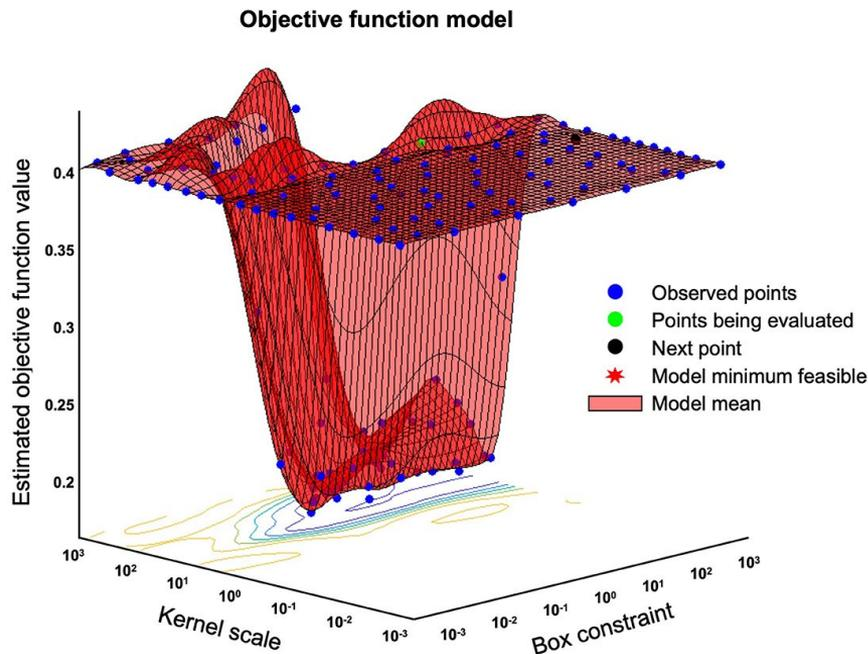 Objective function model
Estimated objective function value
0.4
0.35
0.3
0.25
0.2
10³
10²
10¹
10⁰
10⁻¹
10⁻²
10⁻³
Kernel scale
10⁻³
10⁻²
10⁻¹
10⁰
10¹
10²
10³
Box constraint
Observed points
Points being evaluated
Next point
Model minimum feasible
Model mean